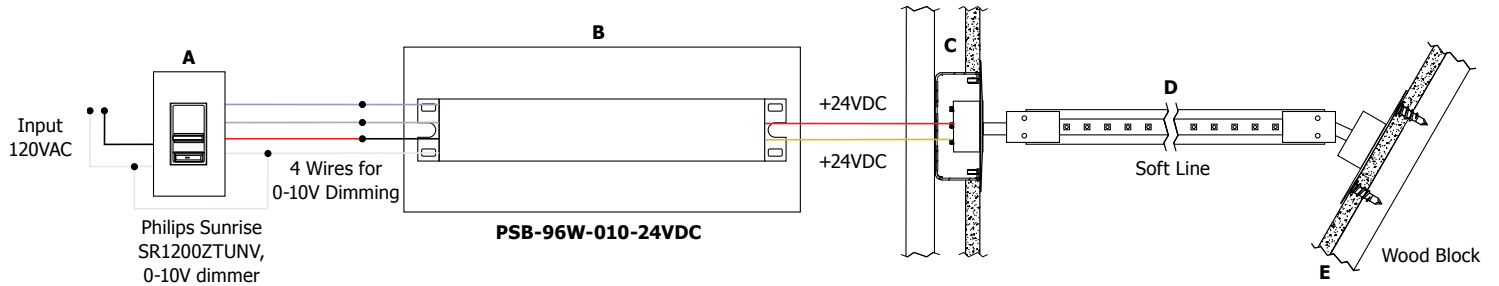 A
B
C
D
E
Input
120VAC
4 Wires for
0-10V Dimming
Philips Sunrise
SR1200ZTUNV,
0-10V dimmer
PSB-96W-010-24VDC
+24VDC
+24VDC
Soft Line
Wood Block